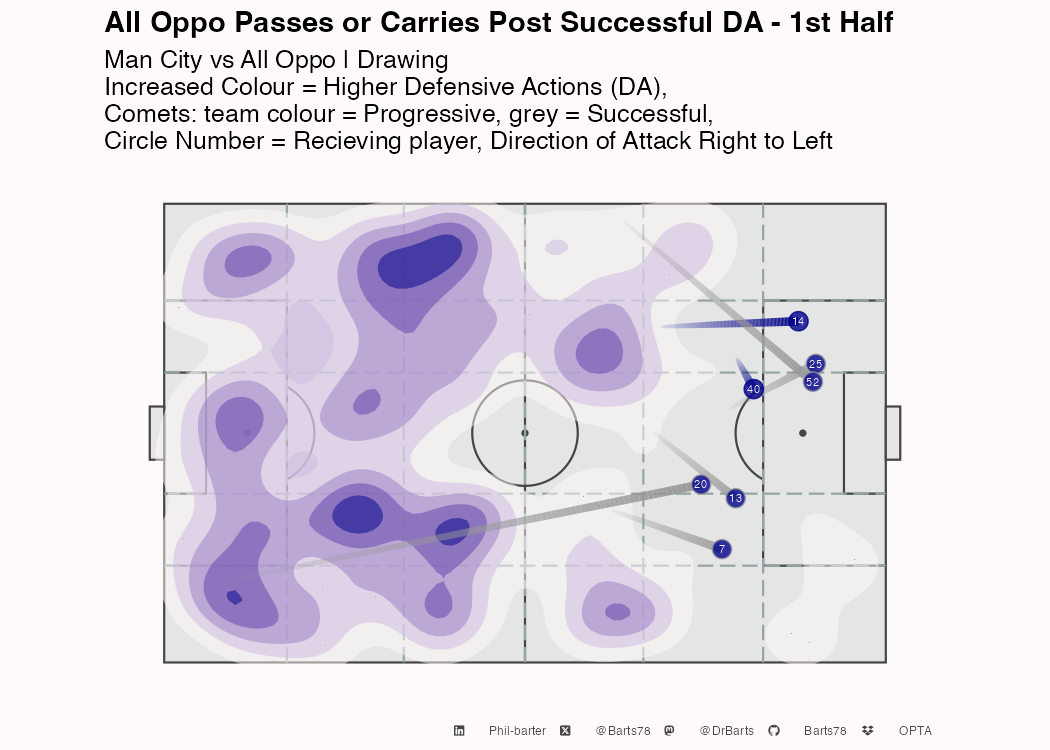 All Oppo Passes or Carries Post Successful DA - 1st Half
Man City vs All Oppo | Drawing
Increased Colour = Higher Defensive Actions (DA),
Comets: team colour = Progressive, grey = Successful,
Circle Number = Recieving player, Direction of Attack Right to Left
14
25
52
40
20
13
7
Phil-barter @Barts78 @DrBarts Barts78 OPTA